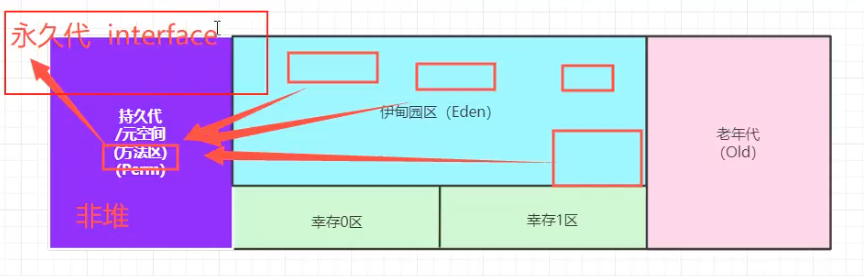 永久代 interface
持久代
/元空间
(方法区)
(Perm)
非堆
伊甸园区（Eden）
幸存0区
幸存1区
老年代
（Old）